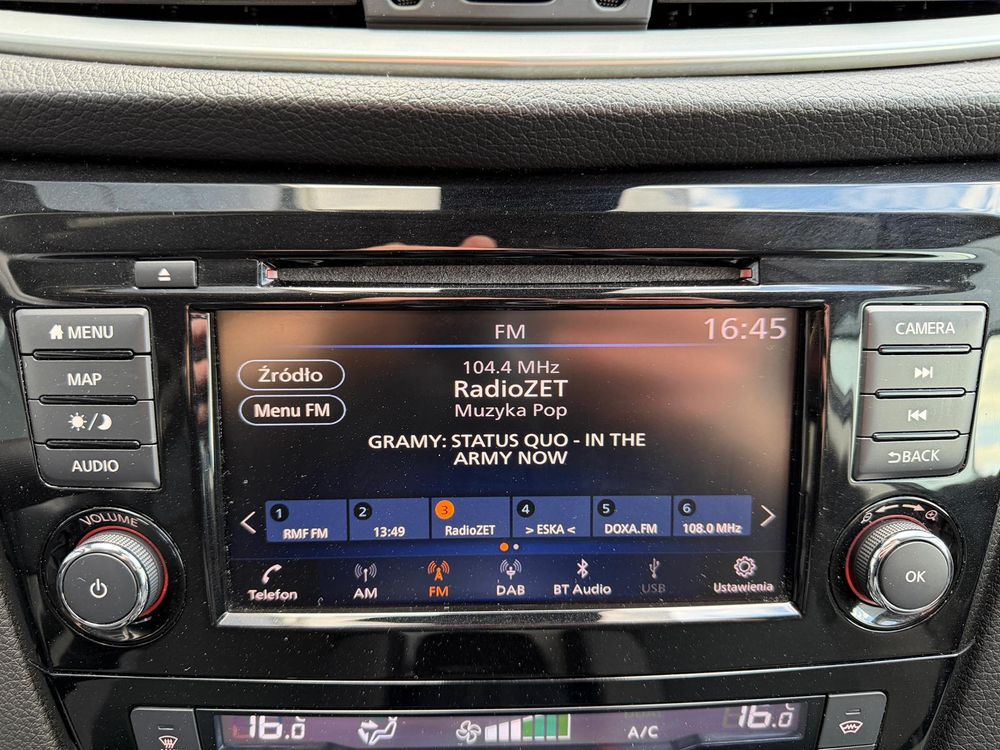 MENU
MAP
AUDIO
VOLUME
FM
16:45
Źródło
Menu FM
104.4 MHz
RadioZET
Muzyka Pop
GRAMY: STATUS QUO - IN THE
ARMY NOW
1 RMF FM
2 13:49
3 RadioZET
4 > ESKA <
5 DOXA.FM
6 108.0 MHz
Telefon
AM
FM
DAB
BT Audio
USB
Ustawienia
CAMERA
BACK
OK
16.0
A/C
16.0